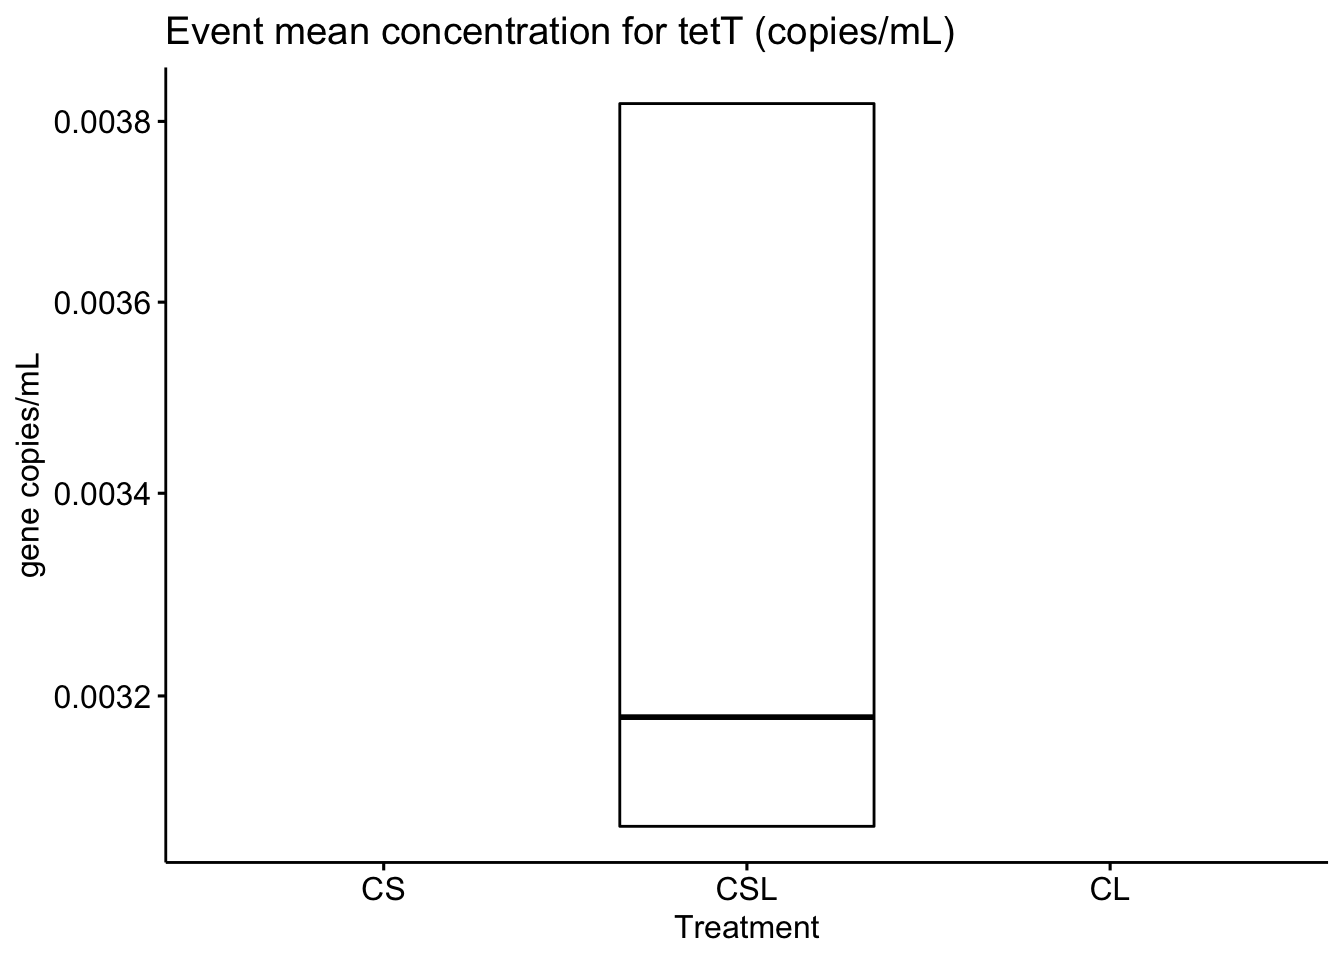 Event mean concentration for tetT (copies/mL)
gene copies/mL
0.0038
0.0036
0.0034
0.0032
CS CSL CL
Treatment